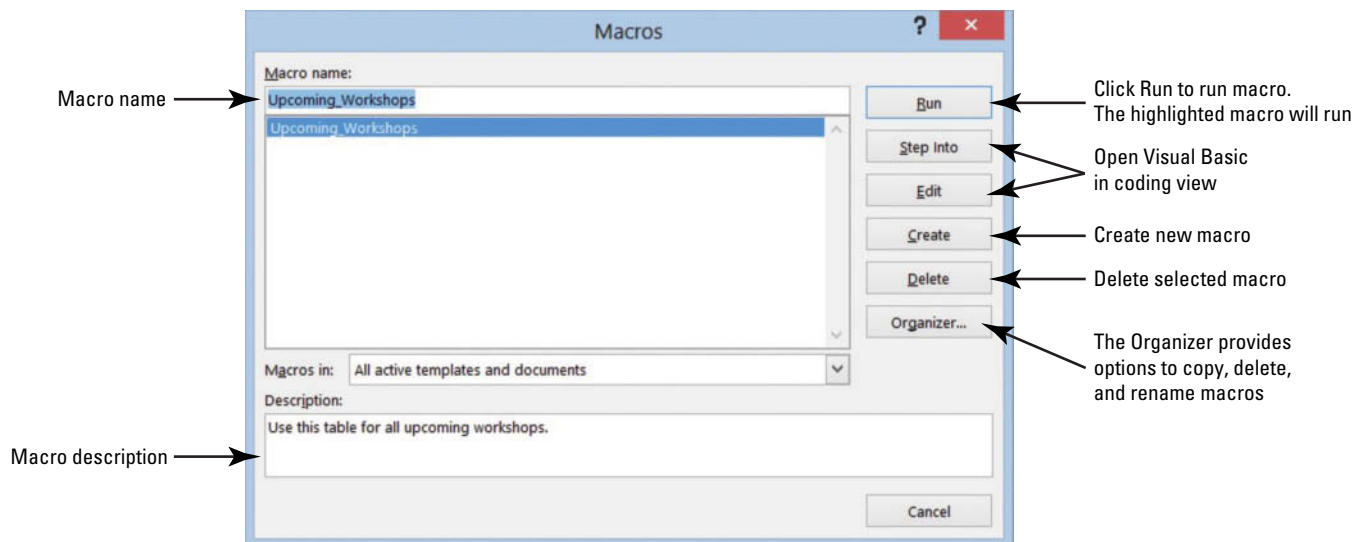 Macros
?
×
Macro name:
Macro name
Upcoming_Workshops
Upcoming_Workshops
Run
Click Run to run macro.
The highlighted macro will run
Step Into
Open Visual Basic
in coding view
Edit
Create
Create new macro
Delete
Delete selected macro
Organizer...
The Organizer provides
options to copy, delete,
and rename macros
Macros in: All active templates and documents
Description:
Use this table for all upcoming workshops.
Macro description
Cancel